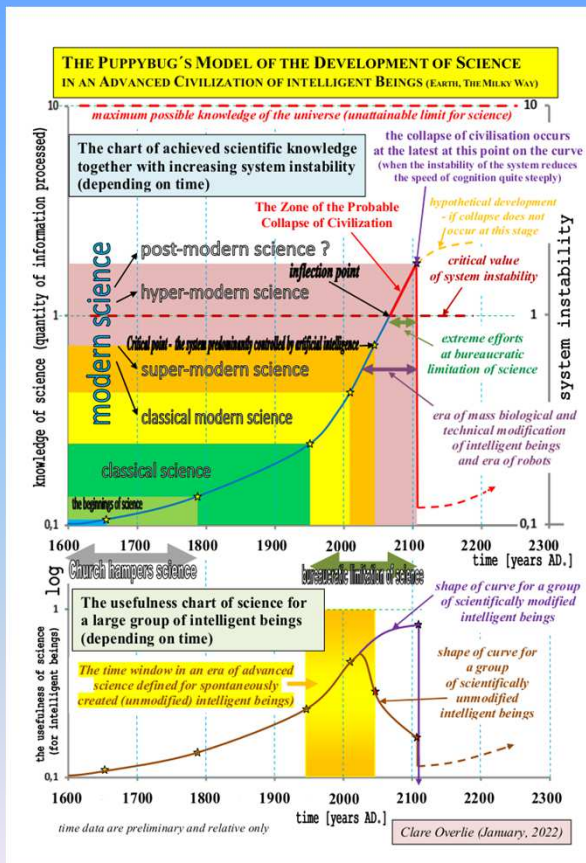 THE PUPPYBUG´S MODEL OF THE DEVELOPMENT OF SCIENCE
IN AN ADVANCED CIVILIZATION OF INTELLIGENT BEINGS (EARTH, THE MILKY WAY)
10
10
maximum possible knowledge of the universe (unattainable limit for science)
The chart of achieved scientific knowledge
together with increasing system instability
(depending on time)
the collapse of civilisation occurs
at the latest at this point on the curve
(when the instability of the system reduces
the speed of cognition quite steeply)
The Zone of the Probable
Collapse of Civilization
hypothetical development
- if collapse does not
occur at this stage
knowledge of science (quantity of information processed)
modern science
post-modern science ?
hyper-modern science
inflection point
critical value
of system instability
system instability
1
1
Critical point - the system predominantly controlled by artificial intelligence
super-modern science
classical modern science
extreme efforts
at bureaucratic
limitation of science
era of mass biological and
technical modification
of intelligent beings
and era of robots
classical science
the beginnings of science
0,1
0,1
1600
1700
1800
1900
2000
2100
2200
2300
time [years AD.]
Church hampers science
bureaucratic limitation of science
log
1
The usefulness chart of science for
a large group of intelligent beings
(depending on time)
shape of curve for a group
of scientifically modified
intelligent beings
the usefulness of science
(for intelligent beings)
The time window in an era of advanced
science defined for spontaneously
created (unmodified) intelligent beings)
shape of curve for
a group
of scientifically
unmodified
intelligent beings
0,1
1600
1700
1800
1900
2000
2100
2200
2300
time data are preliminary and relative only
time [years AD.]
Clare Overlie (January, 2022)